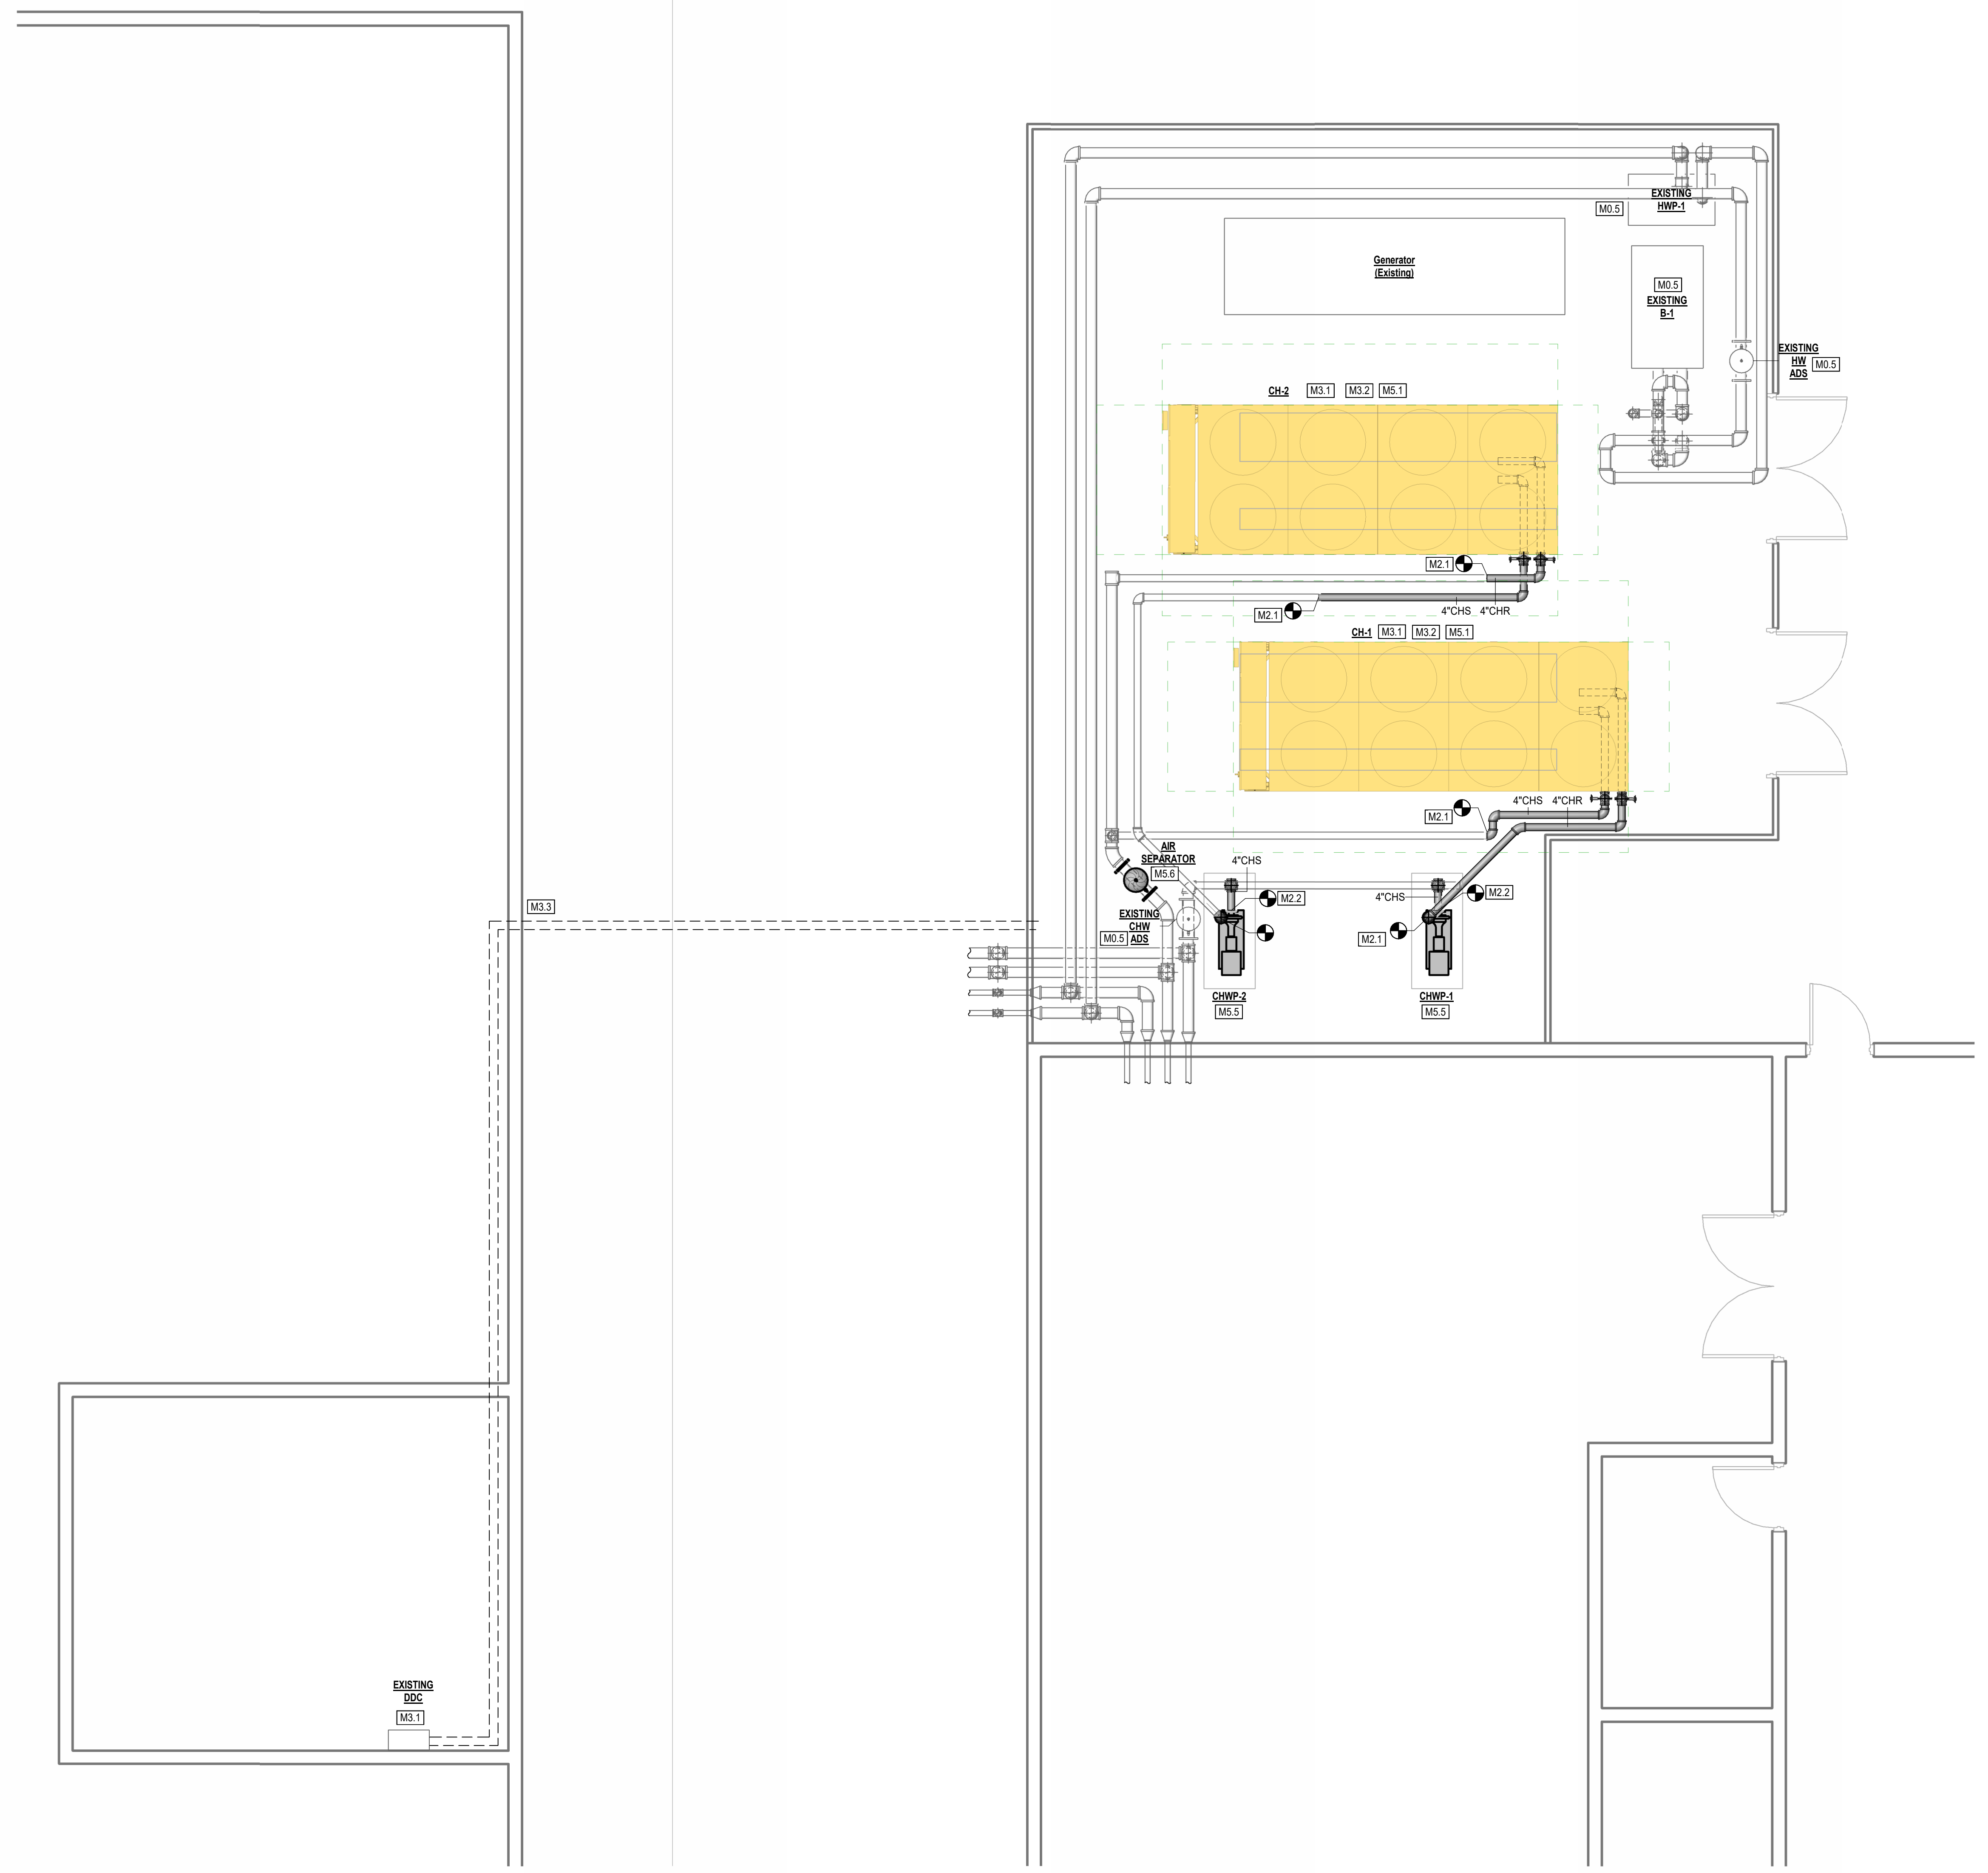 EXISTING
HWP-1
M0.5
Generator
(Existing)
M0.5
EXISTING
B-1
EXISTING
HW
ADS
M0.5
CH-2
M3.1
M3.2
M5.1
M2.1
M2.1
4"CHS
4"CHR
CH-1
M3.1
M3.2
M5.1
4"CHS
4"CHR
M2.1
AIR
SEPARATOR
M5.6
4"CHS
M2.2
4"CHS
M2.2
M3.3
EXISTING
CHW
ADS
M0.5
M2.1
CHWP-2
M5.5
CHWP-1
M5.5
EXISTING
DDC
M3.1